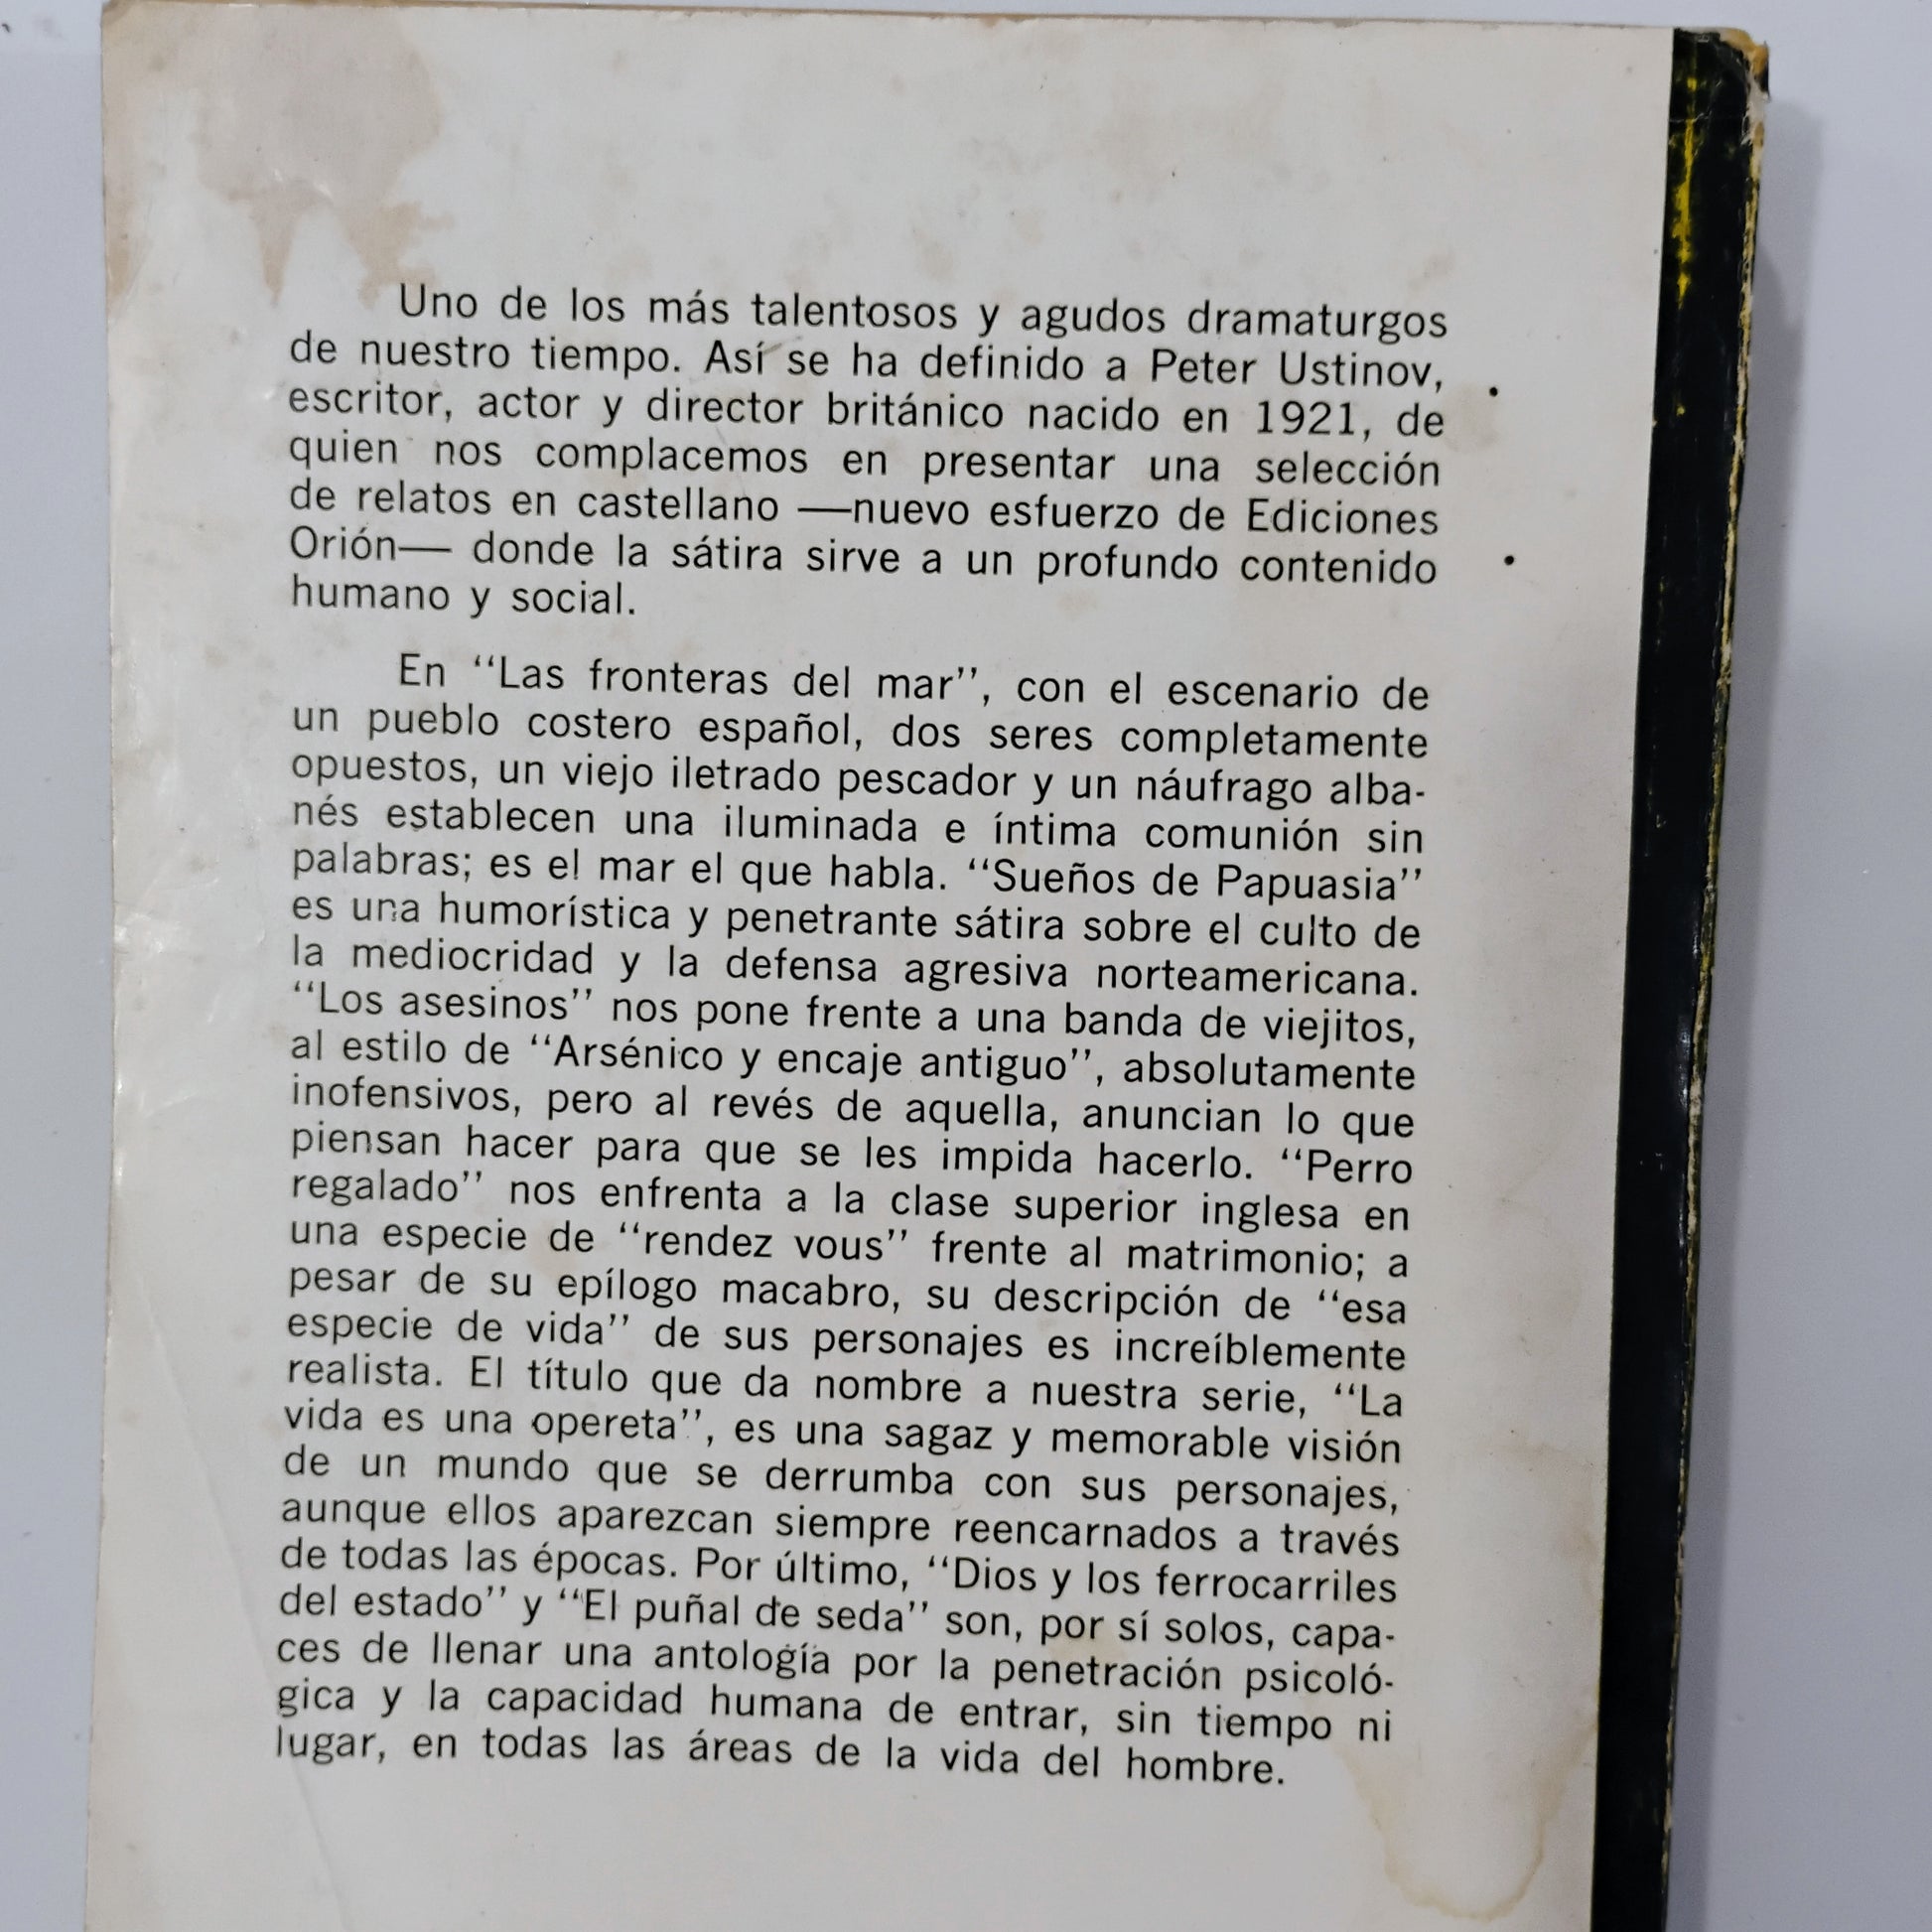 Uno de los más talentosos y agudos dramaturgos
de nuestro tiempo. Así se ha definido a Peter Ustinov,
escritor, actor y director británico nacido en 1921, de
quien nos complacemos en presentar una selección
de relatos en castellano —nuevo esfuerzo de Ediciones
Orión— donde la sátira sirve a un profundo contenido
humano y social.
En ‘‘Las fronteras del mar’’, con el escenario de
un pueblo costero español, dos seres completamente
opuestos, un viejo iletrado pescador y un náufrago alba-
nés establecen una iluminada e íntima comunión sin
palabras; es el mar el que habla. ‘‘Sueños de Papuasia’’
es una humorística y penetrante sátira sobre el culto de
la mediocridad y la defensa agresiva norteamericana.
‘‘Los asesinos’’ nos pone frente a una banda de viejitos,
al estilo de ‘‘Arsénico y encaje antiguo’’, absolutamente
inofensivos, pero al revés de aquella, anuncian lo que
piensan hacer para que se les impida hacerlo. ‘‘Perro
regalado’’ nos enfrenta a la clase superior inglesa en
una especie de ‘‘rendez vous’’ frente al matrimonio; a
pesar de su epílogo macabro, su descripción de ‘‘esa
especie de vida’’ de sus personajes es increíblemente
realista. El título que da nombre a nuestra serie, ‘‘La
vida es una opereta’’, es una sagaz y memorable visión
de un mundo que se derrumba con sus personajes,
aunque ellos aparezcan siempre reencarnados a través
de todas las épocas. Por último, ‘‘Dios y los ferrocarriles
del estado’’ y ‘‘El puñal de seda’’ son, por sí solos, capa-
ces de llenar una antología por la penetración psicoló-
gica y la capacidad humana de entrar, sin tiempo ni
lugar, en todas las áreas de la vida del hombre.